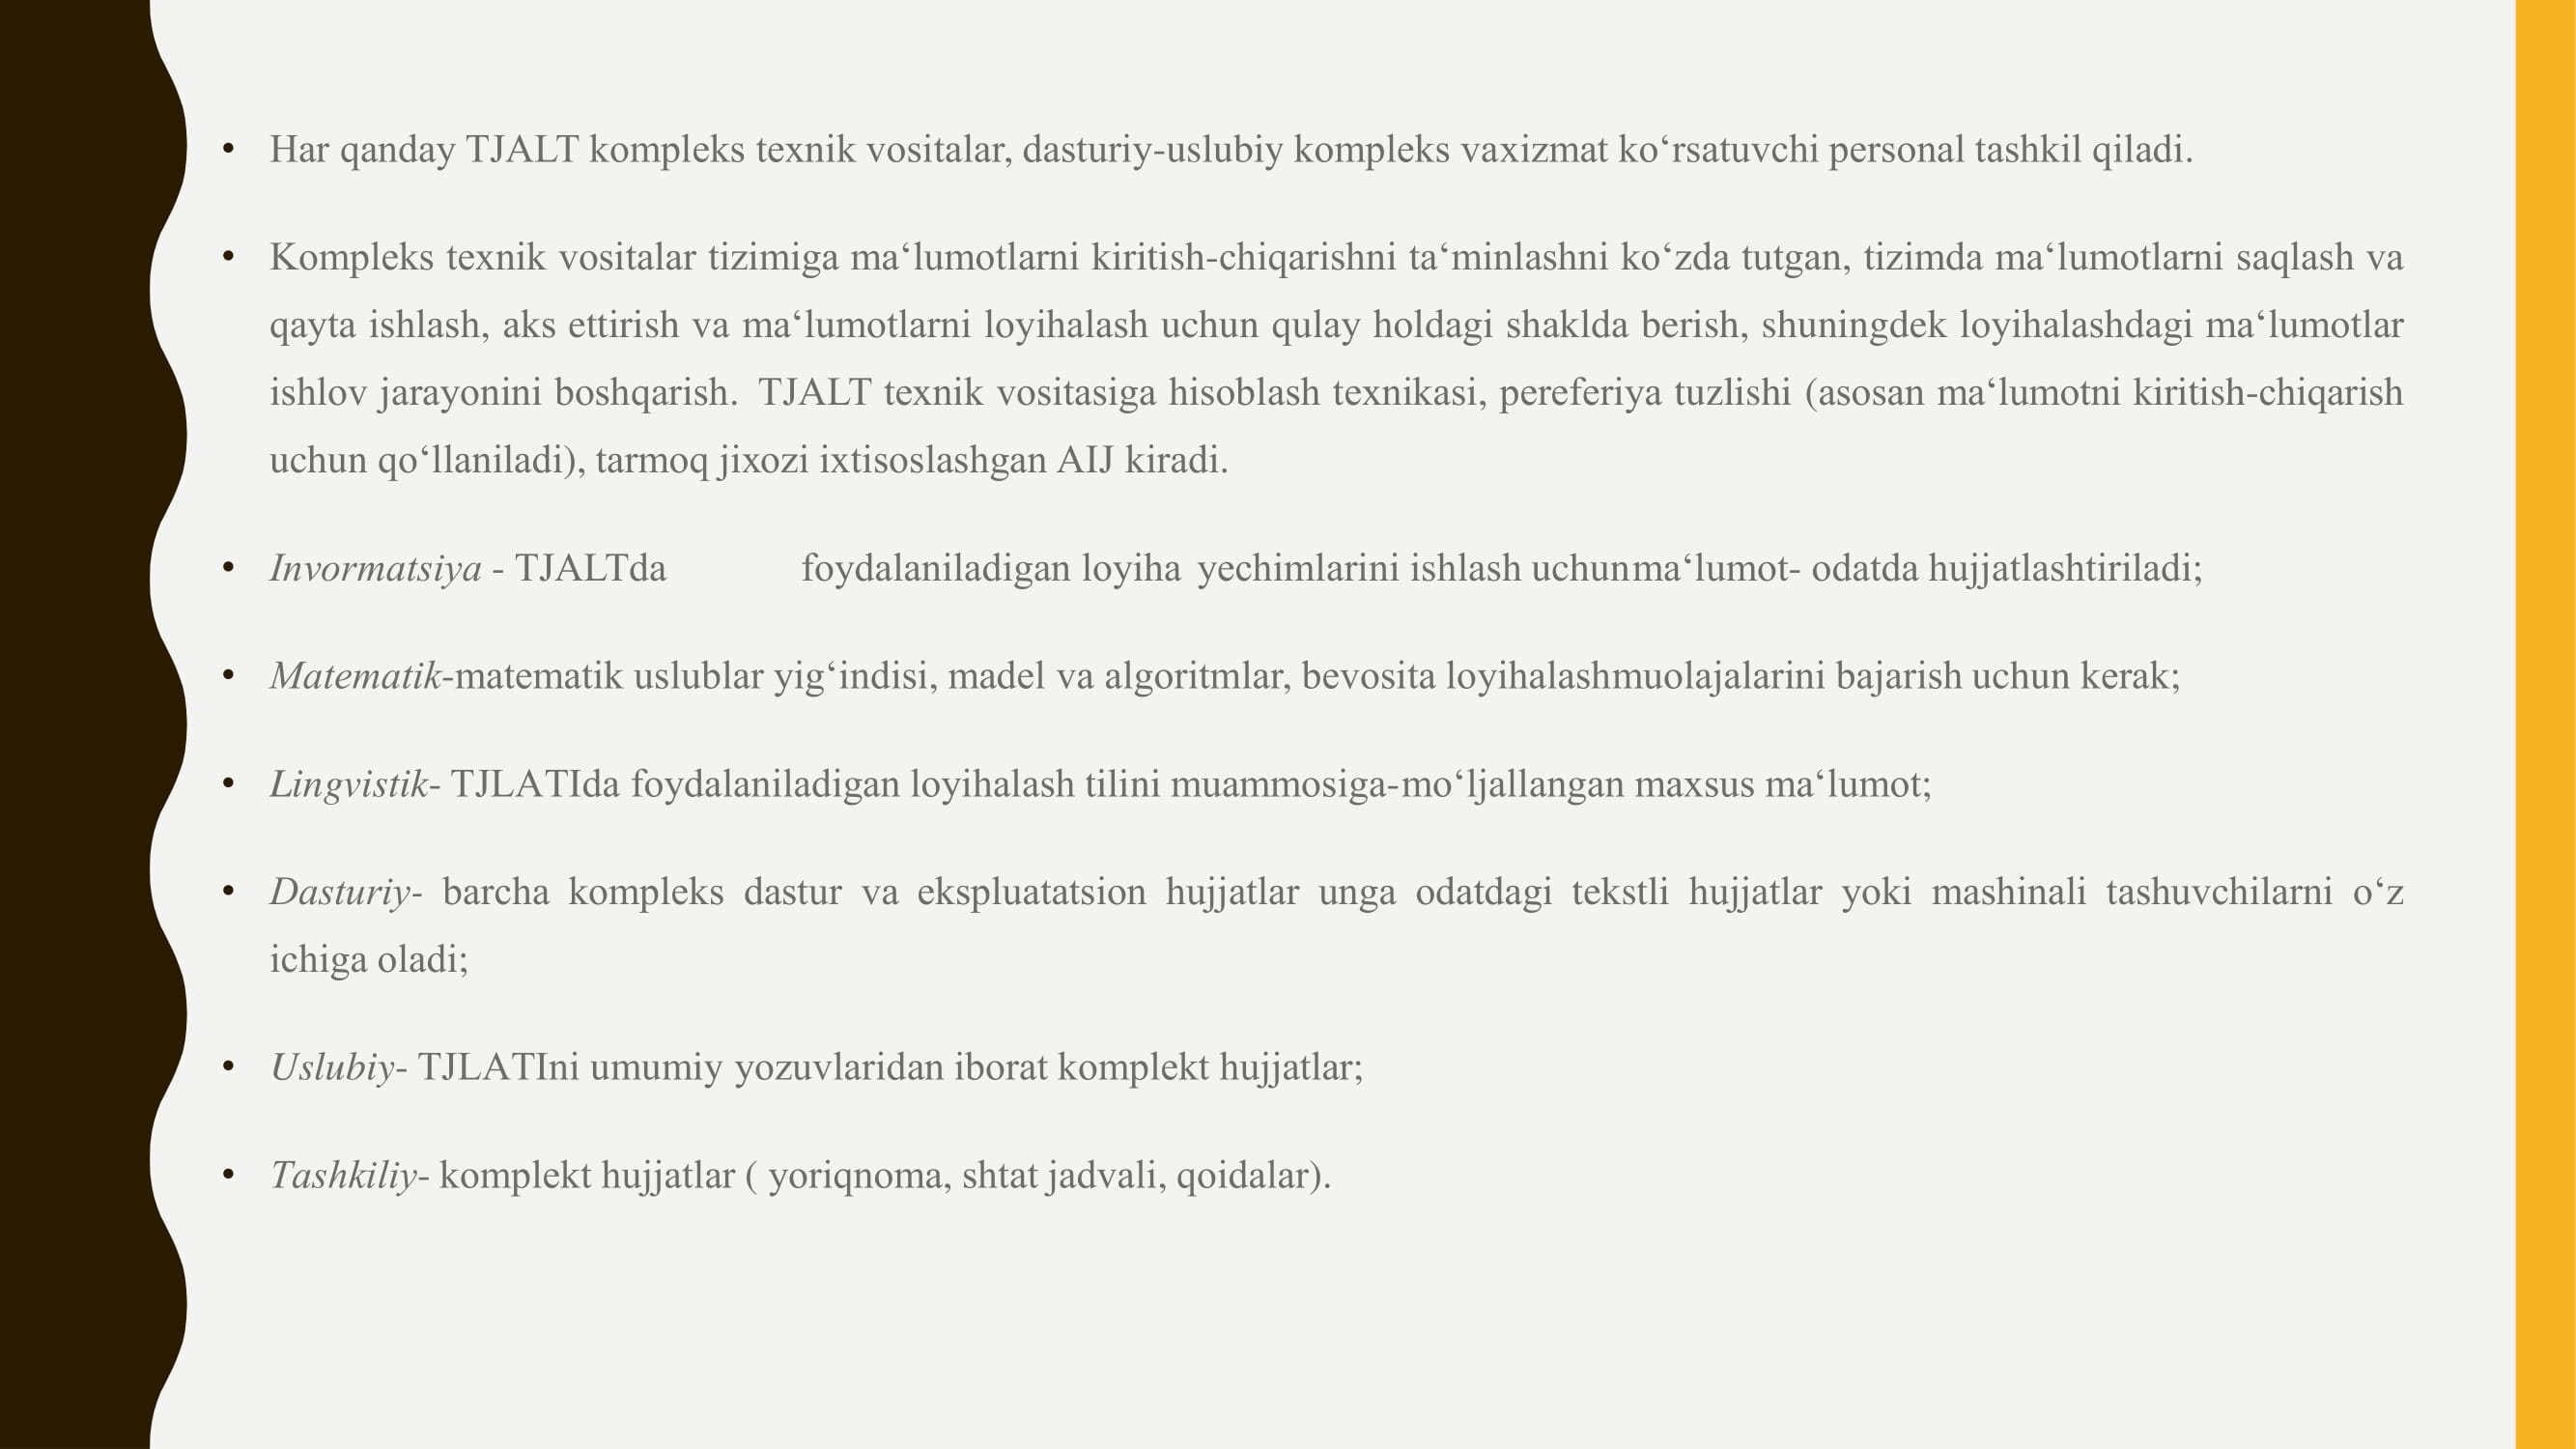 • Har qanday TJALT kompleks texnik vositalar, dasturiy-uslubiy kompleks vaxizmat ko‘rsatuvchi personal tashkil qiladi.
• Kompleks texnik vositalar tizimiga ma‘lumotlarni kiritish-chiqarishni ta‘minlashni ko‘zda tutgan, tizimda ma‘lumotlarni saqlash va
qayta ishlash, aks ettirish va ma‘lumotlarni loyihalash uchun qulay holdagi shaklda berish, shuningdek loyihalashdagi ma‘lumotlar
ishlov jarayonini boshqarish. TJALT texnik vositasiga hisoblash texnikasi, pereferiya tuzlishi (asosan ma‘lumotni kiritish-chiqarish
uchun qo‘llaniladi), tarmoq jixozi ixtisoslashgan AIJ kiradi.
• Invormatsiya - TJALTda foydalaniladigan loyiha yechimlarini ishlash uchunma‘lumot- odatda hujjatlashtiriladi;
• Matematik-matematik uslublar yig‘indisi, madel va algoritmlar, bevosita loyihalashmuolajalarini bajarish uchun kerak;
• Lingvistik- TJLATIda foydalaniladigan loyihalash tilini muammosiga-mo‘ljallangan maxsus ma‘lumot;
• Dasturiy- barcha kompleks dastur va ekspluatatsion hujjatlar unga odatdagi tekstli hujjatlar yoki mashinali tashuvchilarni o‘z
ichiga oladi;
• Uslubiy- TJLATIni umumiy yozuvlaridan iborat komplekt hujjatlar;
• Tashkiliy- komplekt hujjatlar ( yoriqnoma, shtat jadvali, qoidalar).